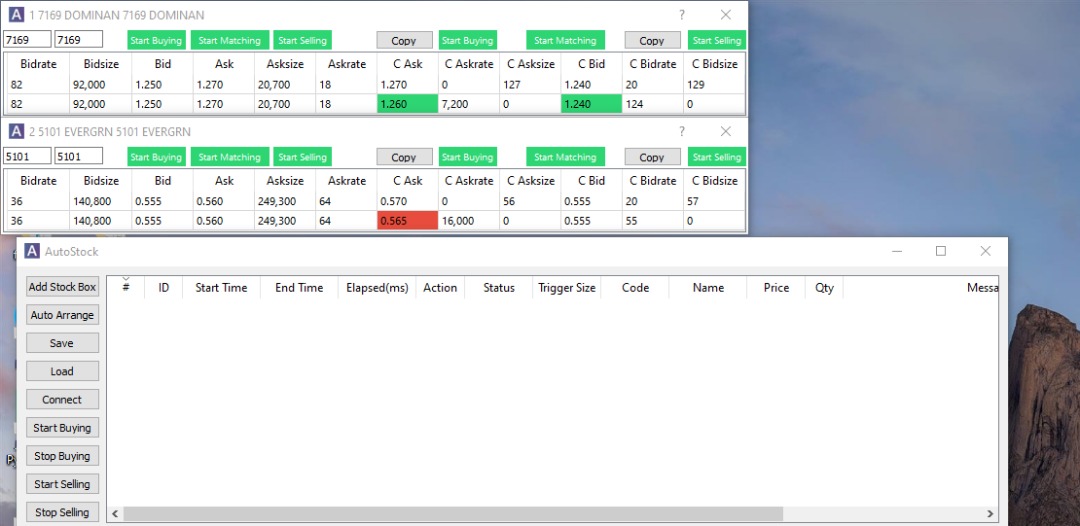 A 1 7169 DOMINAN 7169 DOMINAN ?
7169 7169 Start Buying Start Matching Start Selling Copy Start Buying Start Matching Copy Start Selling
Bidrate Bidsize Bid Ask Asksize Askrate C Ask C Askrate C Asksize C Bid C Bidrate C Bidsize
82 92,000 1.250 1.270 20,700 18 1.270 0 127 1.240 20 129
82 92,000 1.250 1.270 20,700 18 1.260 7,200 0 1.240 124 0
A 2 5101 EVERGRN 5101 EVERGRN ?
5101 5101 Start Buying Start Matching Start Selling Copy Start Buying Start Matching Copy Start Selling
Bidrate Bidsize Bid Ask Asksize Askrate C Ask C Askrate C Asksize C Bid C Bidrate C Bidsize
36 140,800 0.555 0.560 249,300 64 0.570 0 56 0.555 20 57
36 140,800 0.555 0.560 249,300 64 0.565 16,000 0 0.555 55 0
A AutoStock
Add Stock Box # ID Start Time End Time Elapsed(ms) Action Status Trigger Size Code Name Price Qty Messa
Auto Arrange
Save
Load
Connect
Start Buying
Stop Buying
Start Selling
Stop Selling